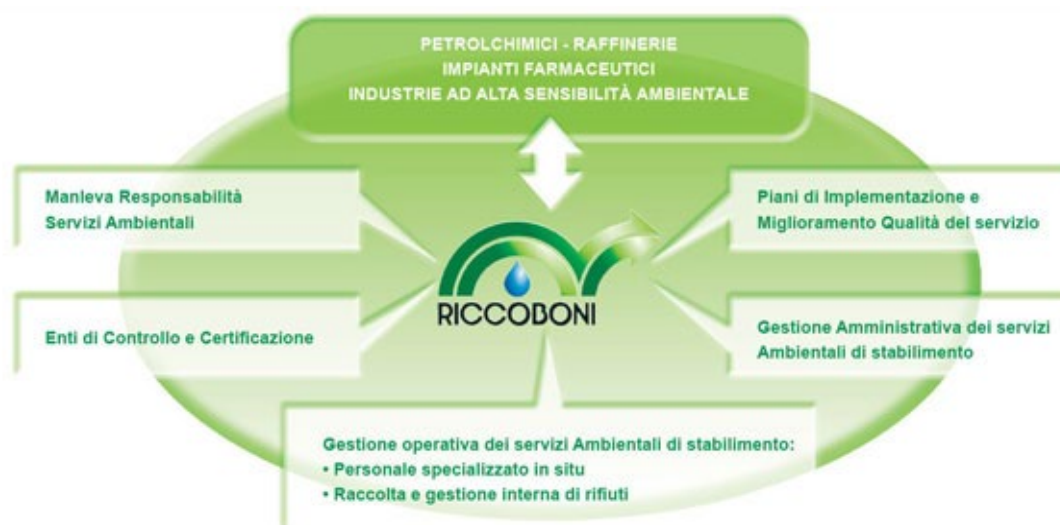 PETROLCHIMICI - RAFFINERIE
IMPIANTI FARMACEUTICI
INDUSTRIE AD ALTA SENSIBILITÀ AMBIENTALE
Manleva Responsabilità
Servizi Ambientali
Piani di Implementazione e
Miglioramento Qualità del servizio
RICCOBONI
Enti di Controllo e Certificazione
Gestione Amministrativa dei servizi
Ambientali di stabilimento
Gestione operativa dei servizi Ambientali di stabilimento:
• Personale specializzato in situ
• Raccolta e gestione interna di rifiuti